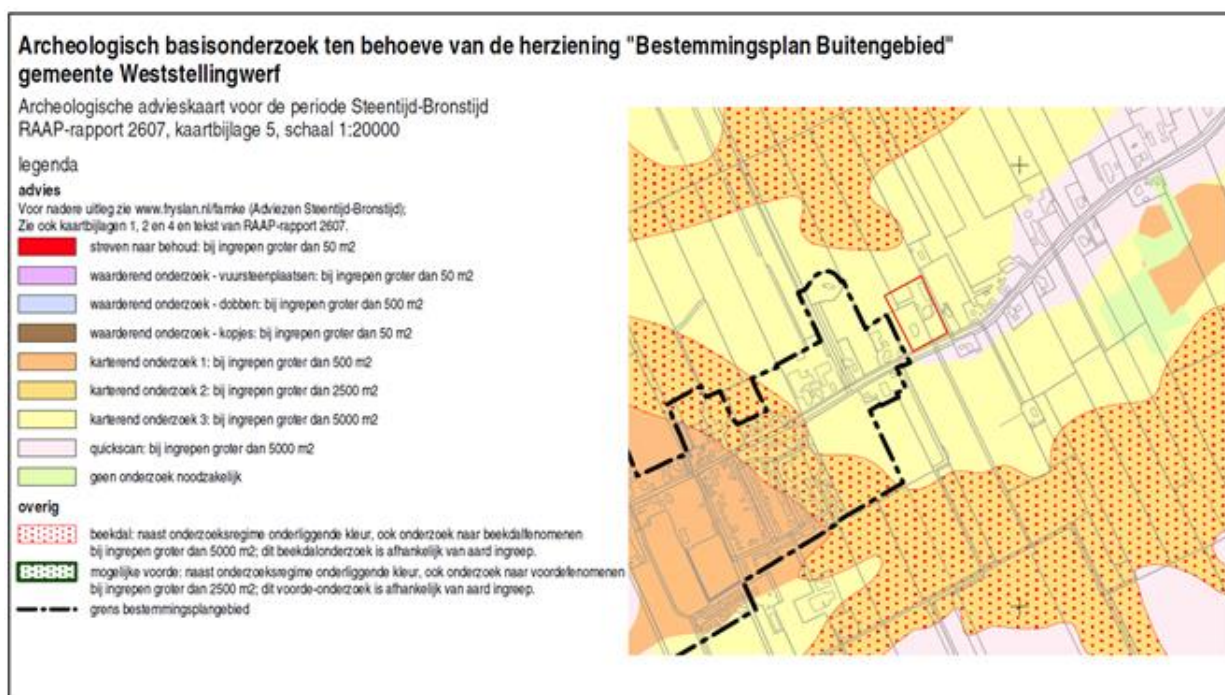 Archeologisch basisonderzoek ten behoeve van de herziening "Bestemmingsplan Buitengebied"
gemeente Weststellingwerf
Archeologische advieskaart voor de periode Steentijd-Bronstijd
RAAP-rapport 2607, kaartbijlage 5, schaal 1:20000
legenda
advies
Voor nadere uitleg zie www.fryslan.nl/famke (Adviezen Steentijd-Bronstijd);
Zie ook kaartbijlagen 1, 2 en 4 en tekst van RAAP-rapport 2607.
streven naar behoud: bij ingrepen groter dan 50 m2
waarderend onderzoek - vuursteenplaatsen: bij ingrepen groter dan 50 m2
waarderend onderzoek - dobben: bij ingrepen groter dan 500 m2
waarderend onderzoek - kopjes: bij ingrepen groter dan 50 m2
karterend onderzoek 1: bij ingrepen groter dan 500 m2
karterend onderzoek 2: bij ingrepen groter dan 2500 m2
karterend onderzoek 3: bij ingrepen groter dan 5000 m2
quickscan: bij ingrepen groter dan 5000 m2
geen onderzoek noodzakelijk
overig
beekdal: naast onderzoeksregime onderliggende kleur, ook onderzoek naar beekdalfenomenen
bij ingrepen groter dan 5000 m2; dit beekdalonderzoek is afhankelijk van aard ingreep.
mogelijke voorde: naast onderzoeksregime onderliggende kleur, ook onderzoek naar voordefenomenen
bij ingrepen groter dan 2500 m2; dit voorde-onderzoek is afhankelijk van aard ingreep.
grens bestemmingsplangebied